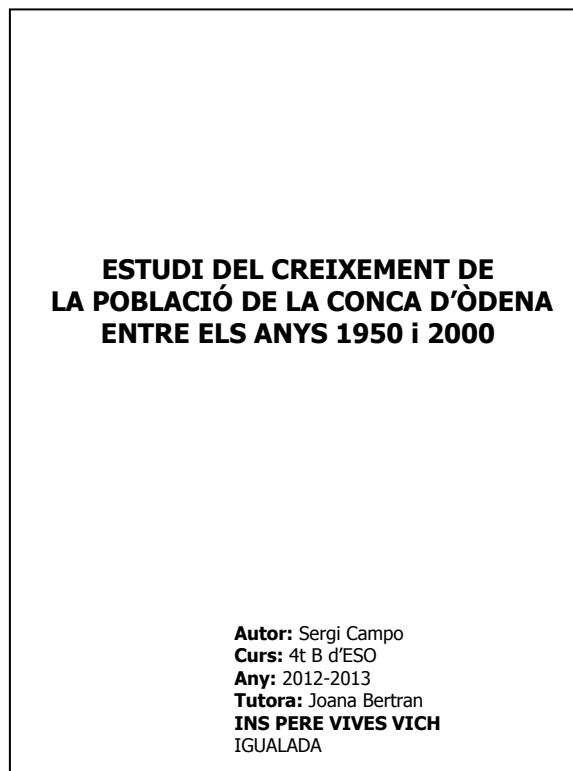 ESTUDI DEL CREIXEMENT DE
LA POBLACIÓ DE LA CONCA D’ÒDENA
ENTRE ELS ANYS 1950 i 2000
Autor: Sergi Campo
Curs: 4t B d’ESO
Any: 2012-2013
Tutora: Joana Bertran
INS PERE VIVES VICH
IGUALADA